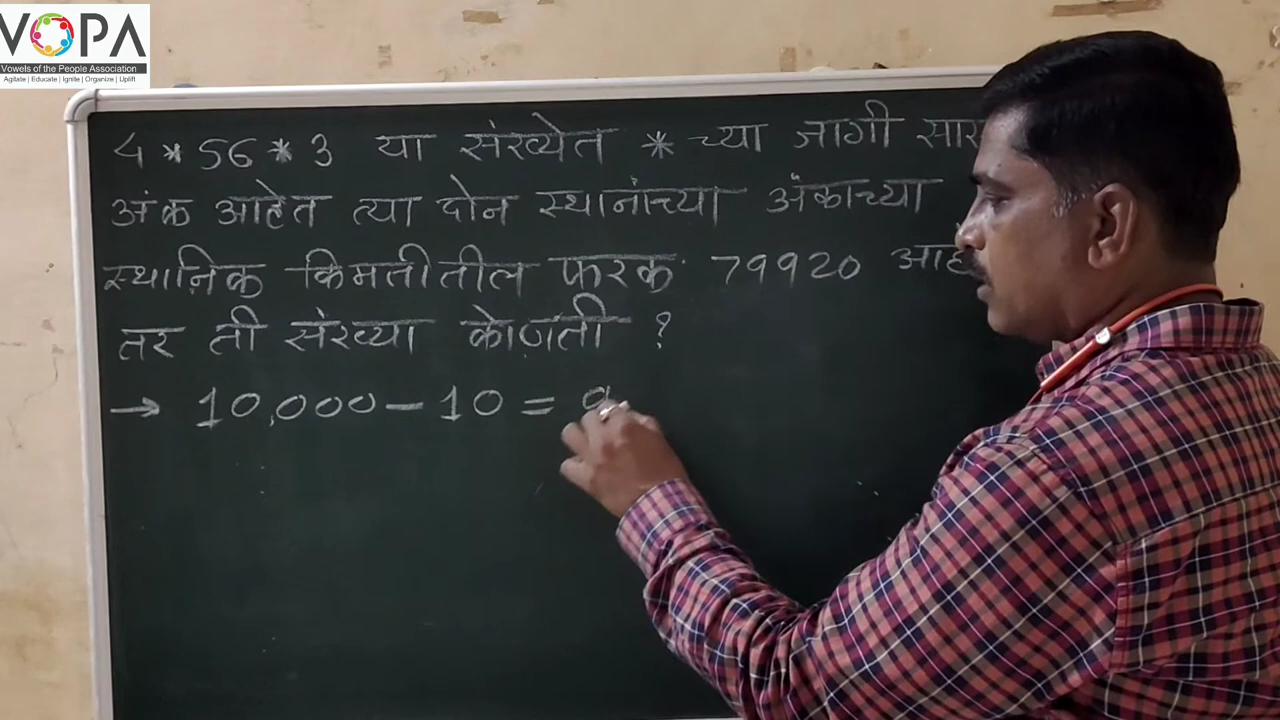 VOPA
Vowels of the People Association
Agitate | Educate | Ignite | Organize | Uplift
4 * 56 * 3 या संख्येत * च्या जागी
अंक आहेत त्या दोन स्थानांच्या अंकाच्या
स्थानिक किमतीतील फरक 79920
तर ती संख्या कोणती ?
→ 10,000 - 10 = 9